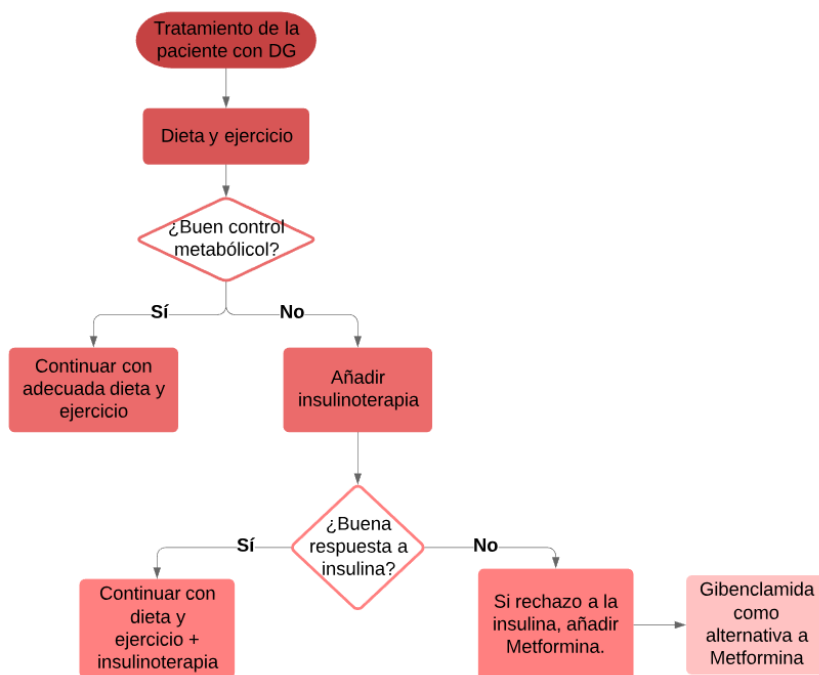 Tratamiento de la
paciente con DG
Dieta y ejercicio
¿Buen control
metabólicol?
Sí
No
Continuar con
adecuada dieta y
ejercicio
Añadir
insulinoterapia
¿Buena
respuesta a
insulina?
Sí
No
Continuar con
dieta y
ejercicio +
insulinoterapia
Si rechazo a la
insulina, añadir
Metformina.
Gibenclamida
como
alternativa a
Metformina